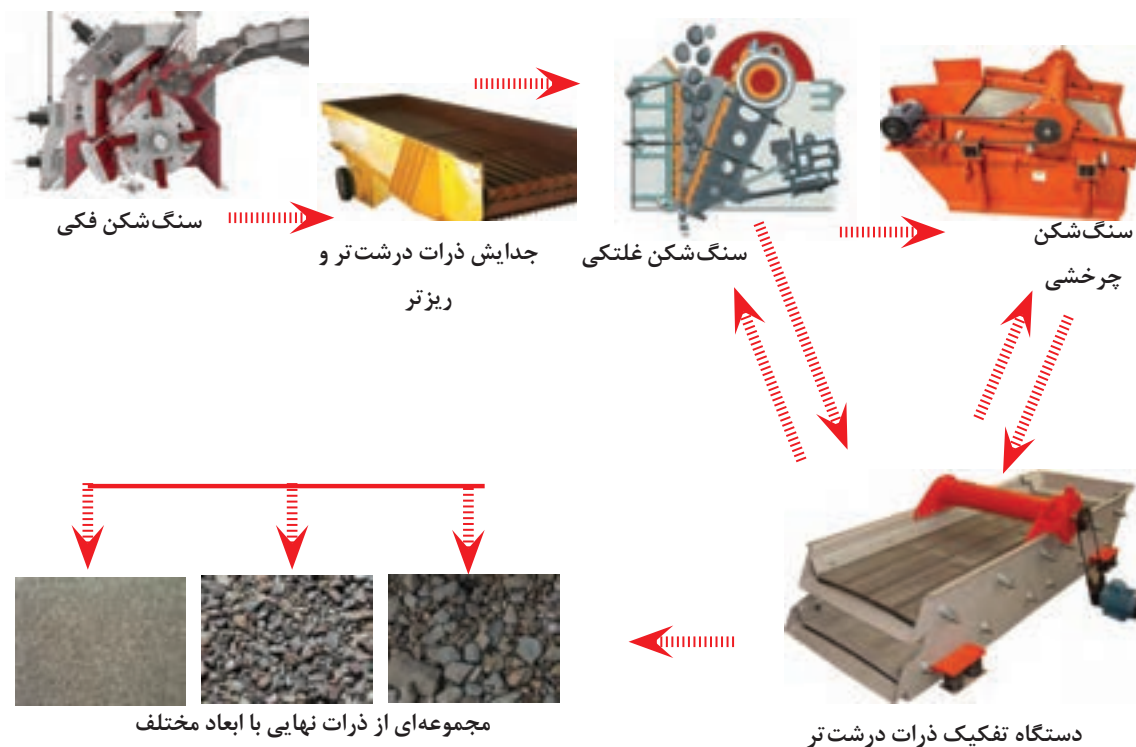 سنگ‌شکن فکی
جدایش ذرات درشت‌تر و
ریزتر
سنگ‌شکن غلتکی
سنگ‌شکن
چرخشی
دستگاه تفکیک ذرات درشت‌تر
مجموعه‌ای از ذرات نهایی با ابعاد مختلف